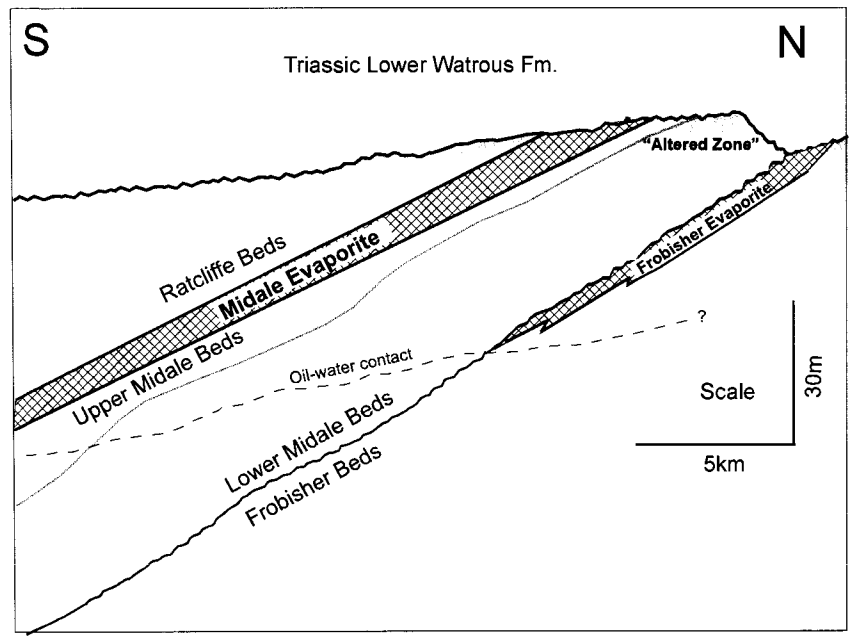 S
N
Triassic Lower Watrous Fm.
"Altered Zone"
Ratcliffe Beds
Midale Evaporite
Frobisher Evaporite
Upper Midale Beds
Oil-water contact
?
Lower Midale Beds
Frobisher Beds
Scale
30m
5km